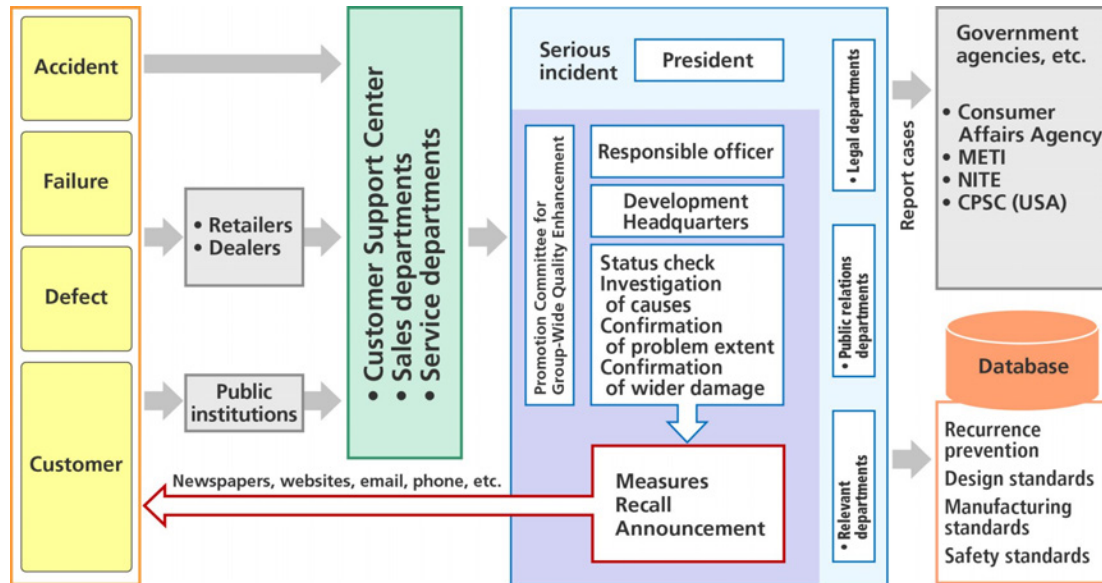 Accident
Failure
Defect
Customer
• Retailers
• Dealers
Public
institutions
• Customer Support Center
• Sales departments
• Service departments
Serious
incident
President
Promotion Committee for
Group-Wide Quality Enhancement
Responsible officer
Development
Headquarters
Status check
Investigation
of causes
Confirmation
of problem extent
Confirmation
of wider damage
Measures
Recall
Announcement
Newspapers, websites, email, phone, etc.
• Legal departments
• Public relations
departments
• Relevant
departments
Report cases
Government
agencies, etc.
• Consumer
Affairs Agency
• METI
• NITE
• CPSC (USA)
Database
Recurrence
prevention
Design standards
Manufacturing
standards
Safety standards